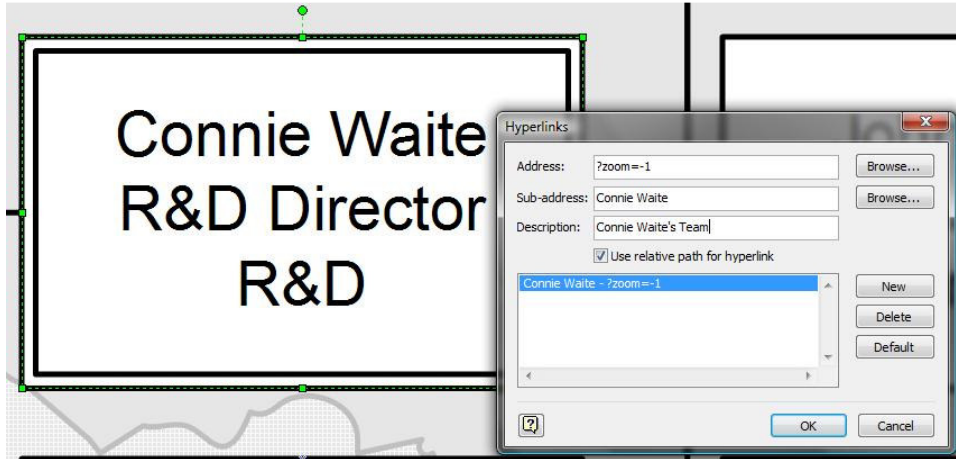 Connie Waite
R&D Director
R&D
Hyperlinks
Address: ?zoom=-1 Browse...
Sub-address: Connie Waite Browse...
Description: Connie Waite's Team
Use relative path for hyperlink
Connie Waite - ?zoom=-1
New
Delete
Default
OK Cancel